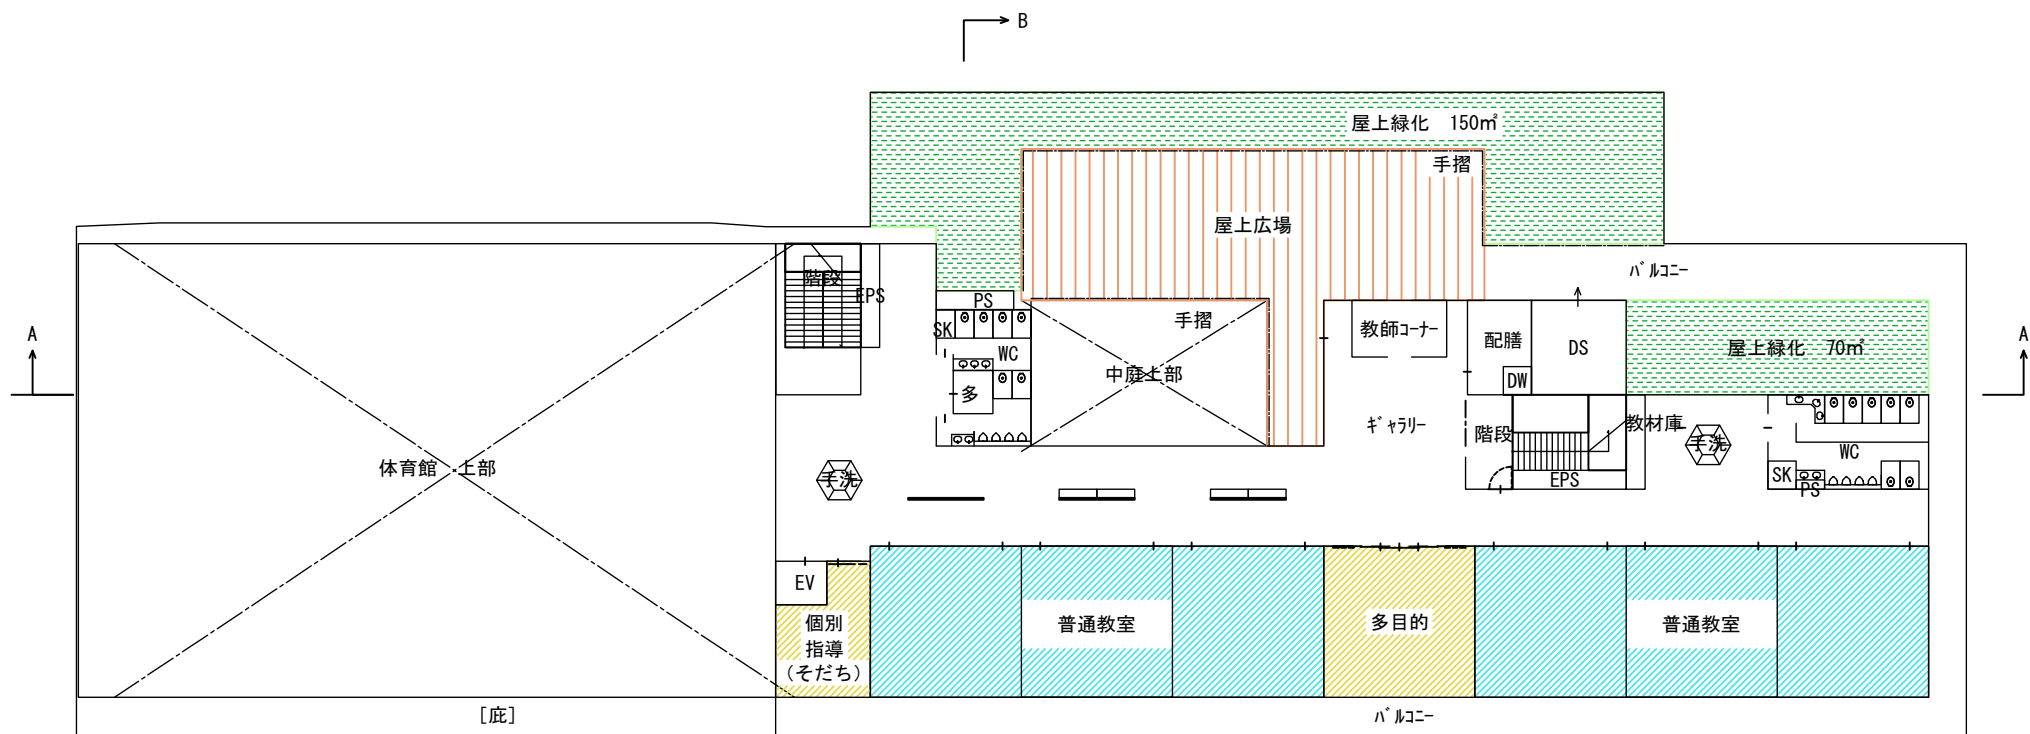 B
屋上緑化 150㎡
手摺
屋上広場
バルコニー
階段
EPS
PS
SK
WC
多
手摺
中庭上部
教師コーナー
配膳
DS
DW
屋上緑化 70㎡
A
A
ギャラリー
階段
教材庫
手洗
WC
SK
PS
EPS
体育館 上部
手洗
EV
個別
指導
(そだち)
普通教室
多目的
普通教室
[庇]
バルコニー